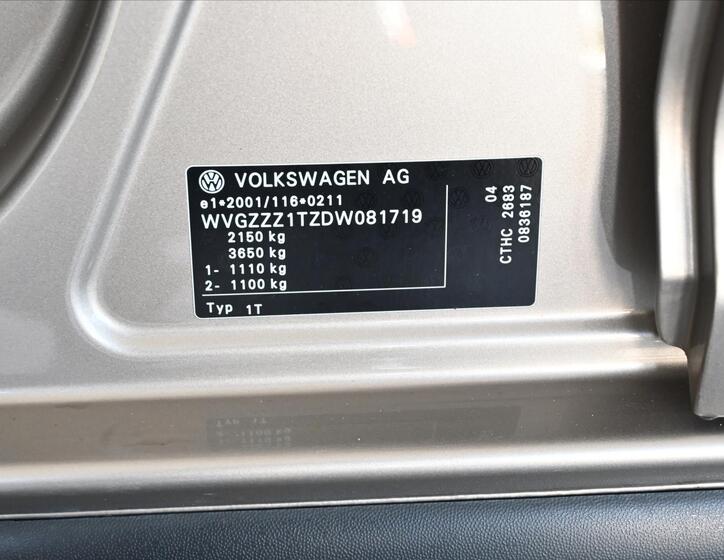 VOLKSWAGEN AG
e1*2001/116*0211
WVGZZZ1TZDW081719
2150 kg
3650 kg
1- 1110 kg
2- 1100 kg
Typ 1T
04
CTHC 2683
0836187